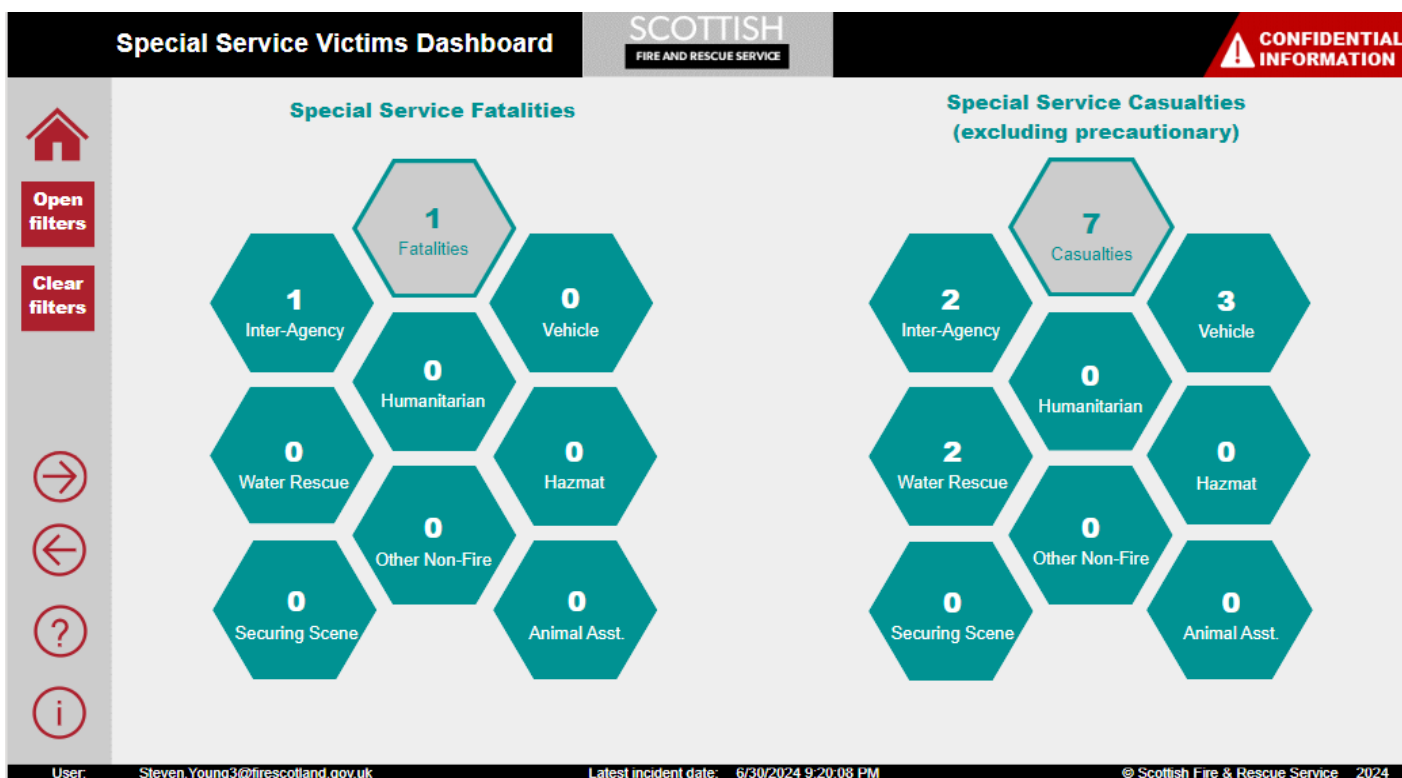 Special Service Victims Dashboard
SCOTTISH
FIRE AND RESCUE SERVICE
CONFIDENTIAL
INFORMATION
Open
filters
Clear
filters
?
i
Special Service Fatalities
1
Fatalities
1
Inter-Agency
0
Vehicle
0
Humanitarian
0
Water Rescue
0
Hazmat
0
Other Non-Fire
0
Securing Scene
0
Animal Asst.
Special Service Casualties
(excluding precautionary)
7
Casualties
2
Inter-Agency
3
Vehicle
0
Humanitarian
2
Water Rescue
0
Hazmat
0
Other Non-Fire
0
Securing Scene
0
Animal Asst.
User: Steven.Young3@firescotland.gov.uk Latest incident date: 6/30/2024 9:20:08 PM © Scottish Fire & Rescue Service 2024